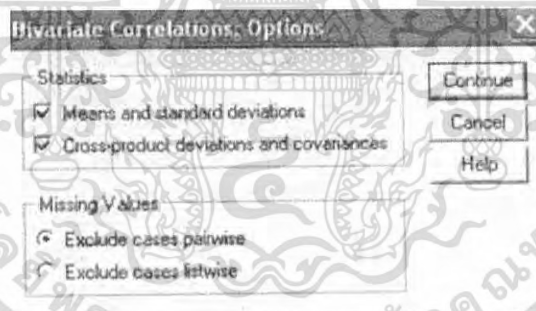 Bivariate Correlations: Options
Statistics
Means and standard deviations
Cross-product deviations and covariances
Missing Values
Exclude cases pairwise
Exclude cases listwise
Continue
Cancel
Help